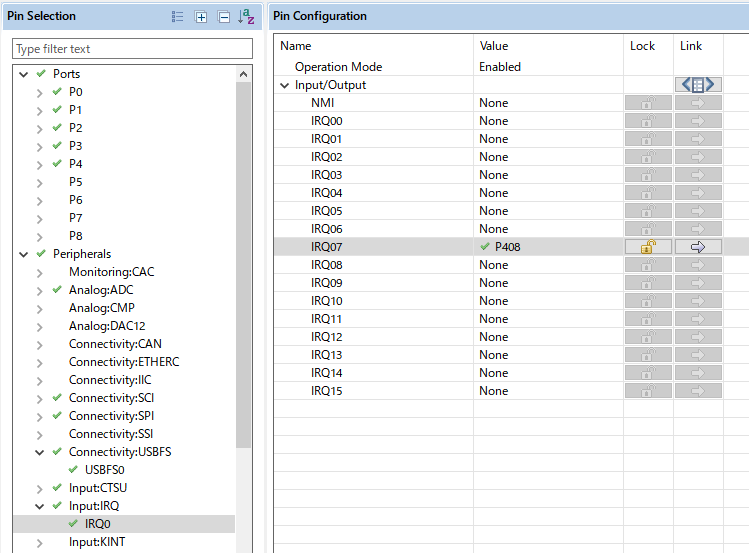 Pin Selection
Type filter text
Ports
P0
P1
P2
P3
P4
P5
P6
P7
P8
Peripherals
Monitoring:CAC
Analog:ADC
Analog:CMP
Analog:DAC12
Connectivity:CAN
Connectivity:ETHERC
Connectivity:IIC
Connectivity:SCI
Connectivity:SPI
Connectivity:SSI
Connectivity:USBFS
USBFS0
Input:CTSU
Input:IRQ
IRQ0
Input:KINT
Pin Configuration
Name Value Lock Link
Operation Mode Enabled
Input/Output
NMI None
IRQ00 None
IRQ01 None
IRQ02 None
IRQ03 None
IRQ04 None
IRQ05 None
IRQ06 None
IRQ07 P408
IRQ08 None
IRQ09 None
IRQ10 None
IRQ11 None
IRQ12 None
IRQ13 None
IRQ14 None
IRQ15 None